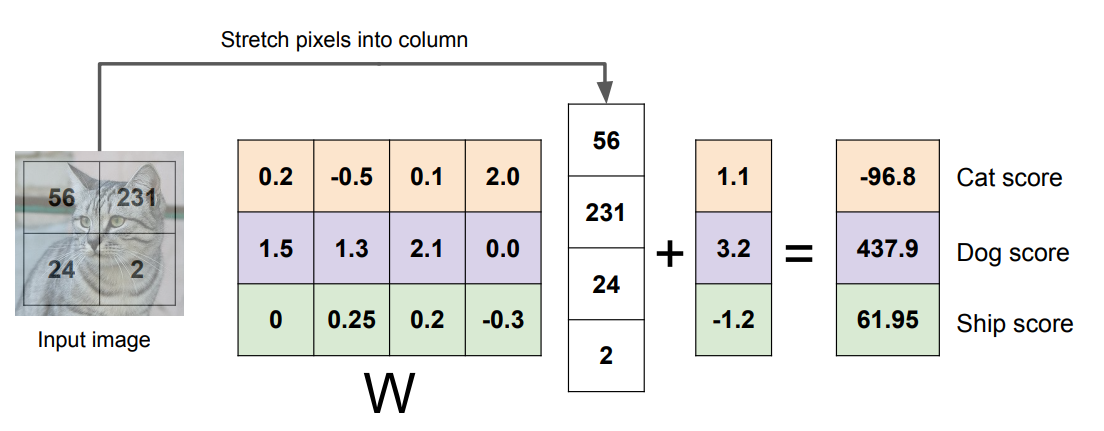 Stretch pixels into column
56 231
24 2
Input image
0.2 -0.5 0.1 2.0
1.5 1.3 2.1 0.0
0 0.25 0.2 -0.3
W
56
231
24
2
+
1.1
3.2
-1.2
=
-96.8 Cat score
437.9 Dog score
61.95 Ship score